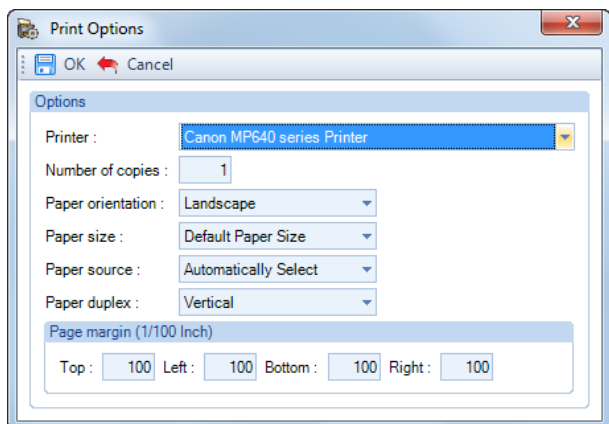 Print Options
OK Cancel
Options
Printer : Canon MP640 series Printer
Number of copies : 1
Paper orientation : Landscape
Paper size : Default Paper Size
Paper source : Automatically Select
Paper duplex : Vertical
Page margin (1/100 Inch)
Top : 100 Left : 100 Bottom : 100 Right : 100